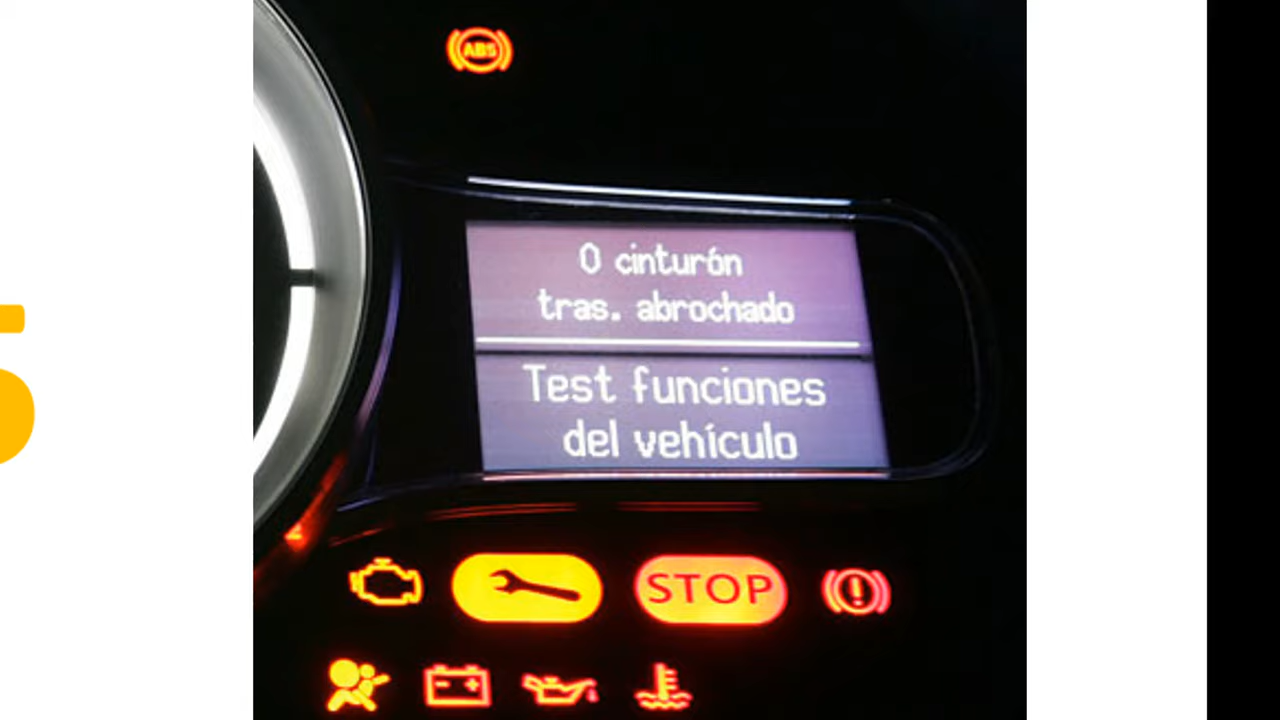 ABS
0 cinturón
tras. abrochado
Test funciones
del vehículo
STOP